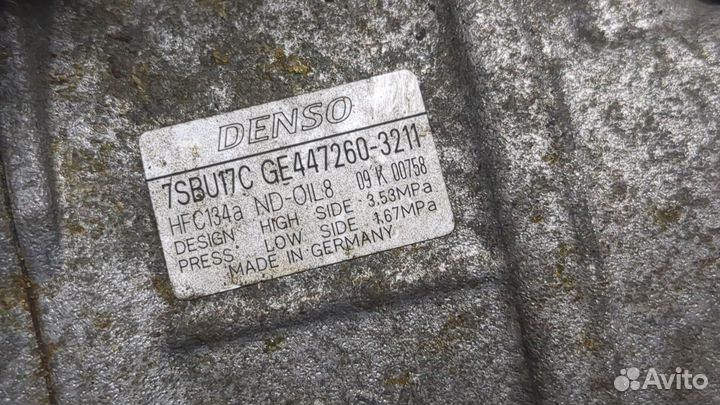 DENSO
7SBU17C GE447260-3211
HFC134a ND-OIL8 09 K 00758
DESIGN HIGH SIDE 3.53MPa
PRESS LOW SIDE 1.67MPa
MADE IN GERMANY
Avito